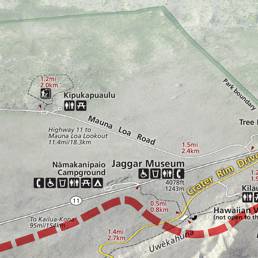 1.2mi
2.0km
Kipukapuaulu
Park boundary
Mauna Loa Road
Highway 11 to
Mauna Loa Lookout
11.4mi/18.3km
1.5mi
2.4km
Tree
Nāmakanipaio
Campground
Jaggar Museum
4078ft
1243m
Crater Rim Drive
Kīlau
11
0.5mi
0.8km
Hawaiian V
(not open to th
To Kailua-Kona
95mi/154km
1.4mi
2.7km
Uwēkahuna